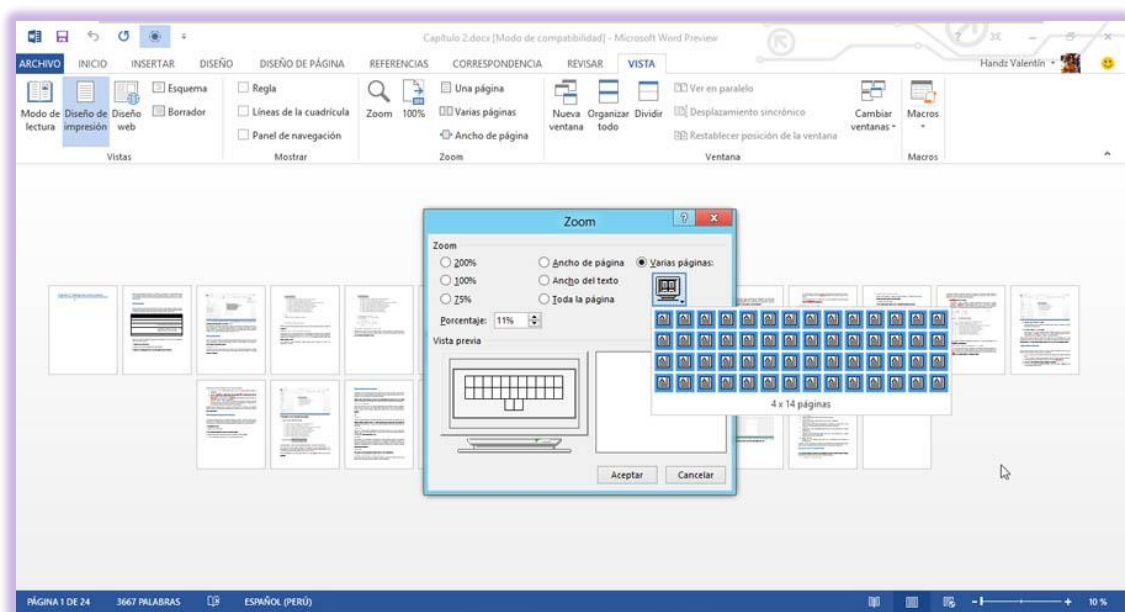 Capítulo 2.docx [Modo de compatibilidad] - Microsoft Word Preview
ARCHIVO INICIO INSERTAR DISEÑO DISEÑO DE PÁGINA REFERENCIAS CORRESPONDENCIA REVISAR VISTA Handz Valentín
Modo de lectura
Diseño de impresión
Diseño web
Esquema
Borrador
Vistas
Regla
Líneas de la cuadrícula
Panel de navegación
Mostrar
Zoom
100%
Una página
Varias páginas
Ancho de página
Zoom
Nueva ventana
Organizar todo
Dividir
Ver en paralelo
Desplazamiento sincrónico
Restablecer posición de la ventana
Cambiar ventanas
Ventana
Macros
Macros
Zoom
Zoom
200%
100%
75%
Ancho de página
Ancho del texto
Toda la página
Varias páginas:
Porcentaje: 11%
Vista previa
4 x 14 páginas
Aceptar Cancelar
PÁGINA 1 DE 24 3667 PALABRAS ESPAÑOL (PERÚ) 10 %